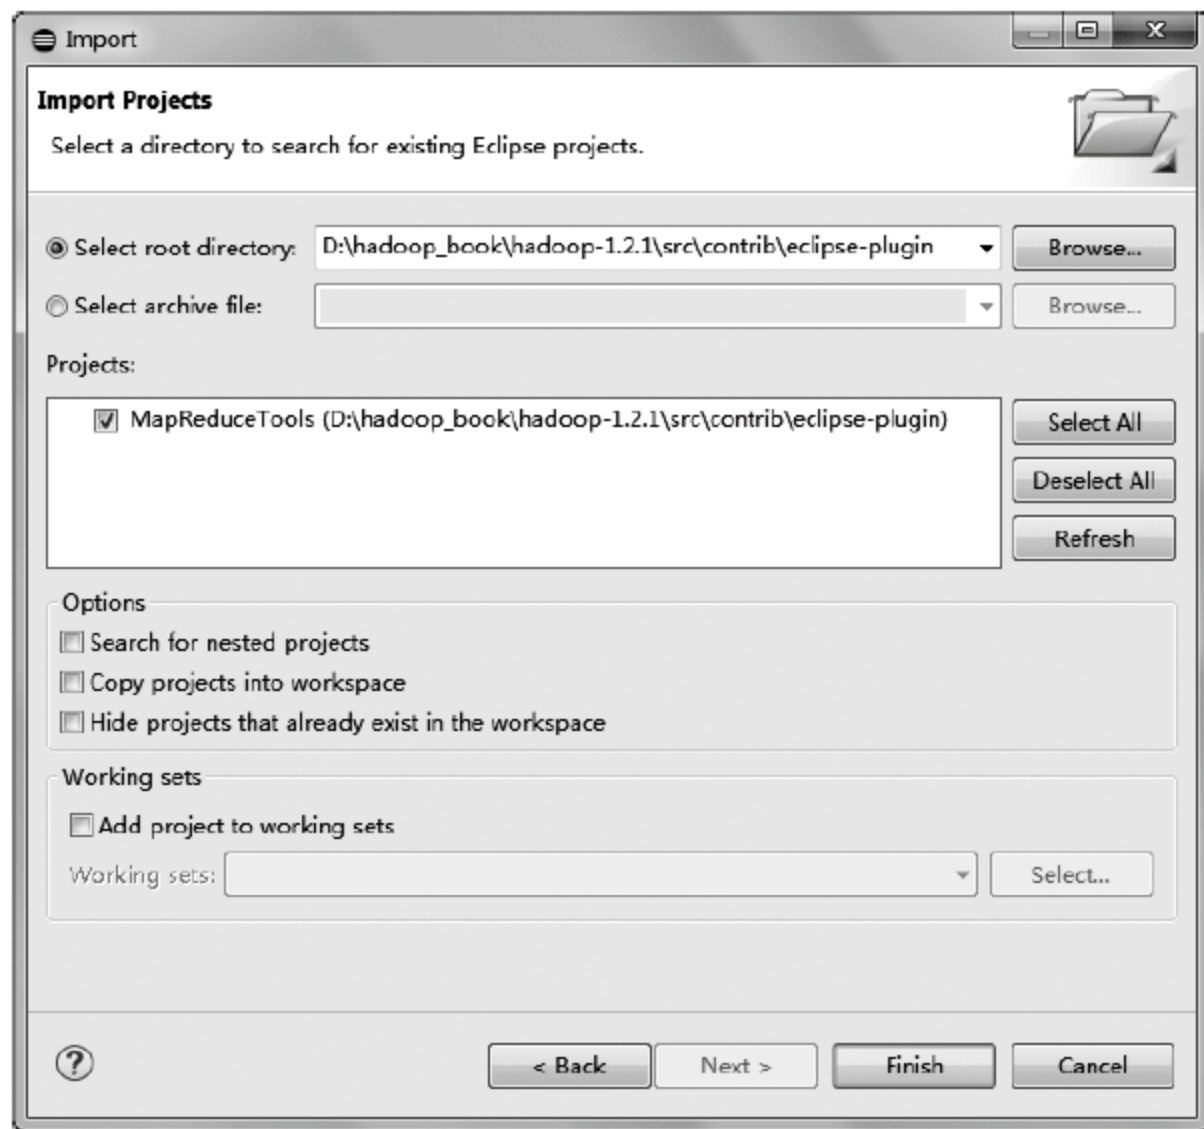 Import
Import Projects
Select a directory to search for existing Eclipse projects.
Select root directory: D:\hadoop_book\hadoop-1.2.1\src\contrib\eclipse-plugin Browse...
Select archive file: Browse...
Projects:
MapReduceTools (D:\hadoop_book\hadoop-1.2.1\src\contrib\eclipse-plugin) Select All
Deselect All
Refresh
Options
Search for nested projects
Copy projects into workspace
Hide projects that already exist in the workspace
Working sets
Add project to working sets
Working sets: Select...
? < Back Next > Finish Cancel